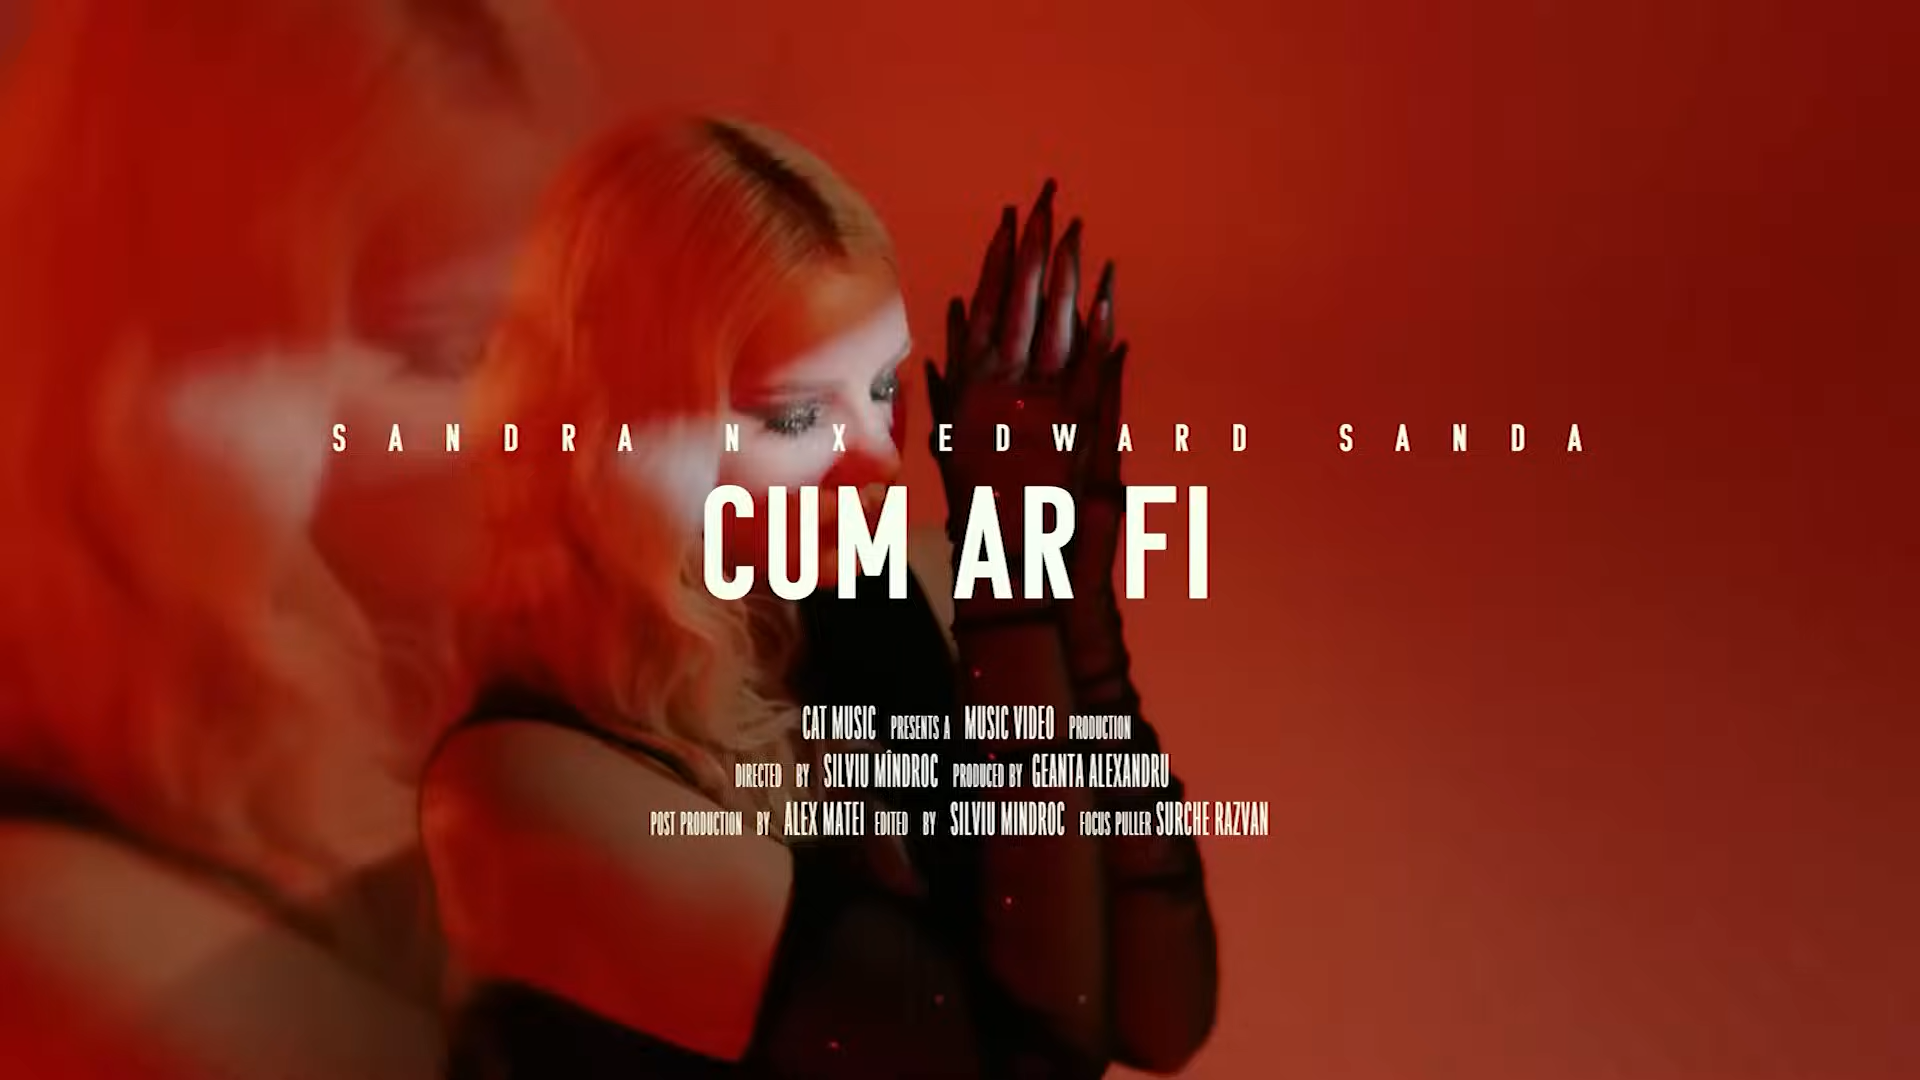 SANDRA N X EDWARD SANDA
CUM AR FI
CAT MUSIC PRESENTS A MUSIC VIDEO PRODUCTION
DIRECTED BY SILVIU MÎNDROC PRODUCED BY GEANTA ALEXANDRU
POST PRODUCTION BY ALEX MATEI EDITED BY SILVIU MINDROC FOCUS PULLER SURCHE RAZVAN